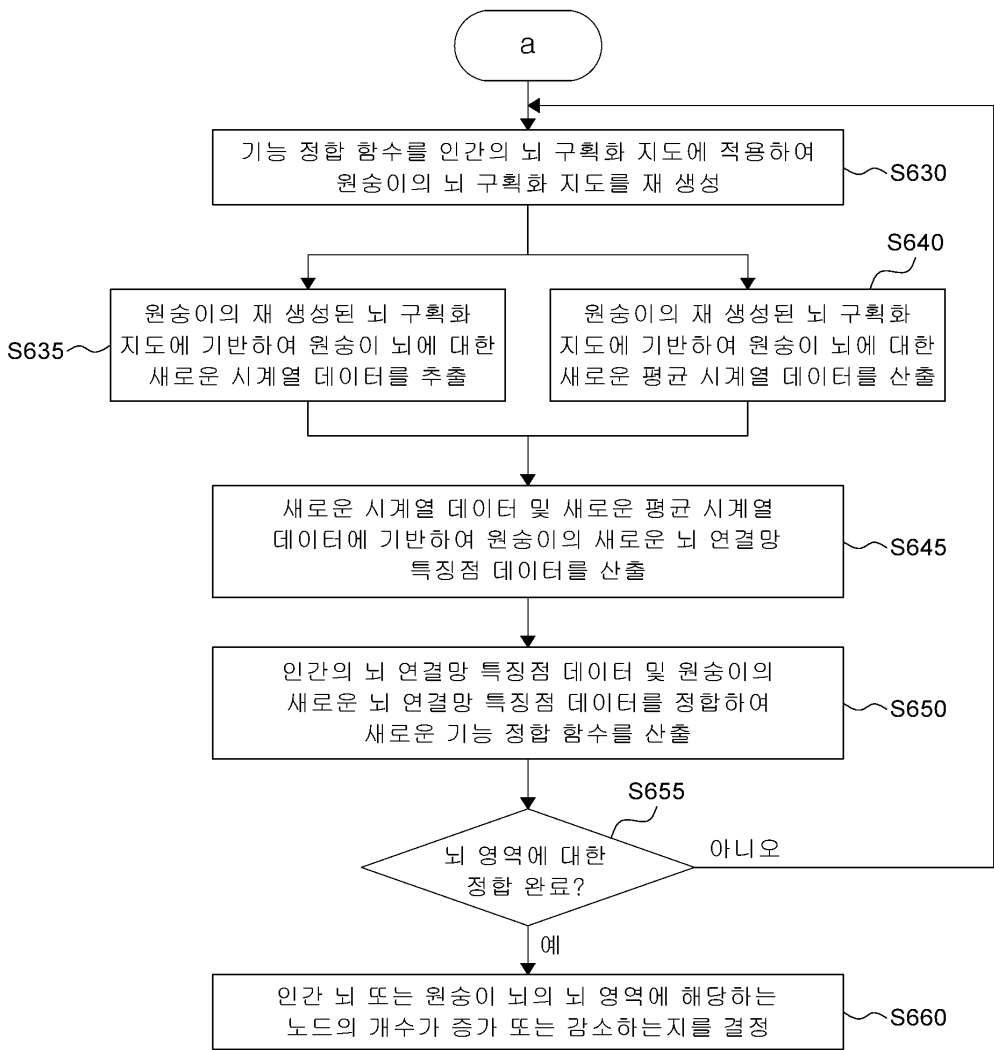 a
기능 정합 함수를 인간의 뇌 구획화 지도에 적용하여
원숭이의 뇌 구획화 지도를 재 생성
S630
S640
원숭이의 재 생성된 뇌 구획화
지도에 기반하여 원숭이 뇌에 대한
새로운 시계열 데이터를 추출
S635
원숭이의 재 생성된 뇌 구획화
지도에 기반하여 원숭이 뇌에 대한
새로운 평균 시계열 데이터를 산출
새로운 시계열 데이터 및 새로운 평균 시계열
데이터에 기반하여 원숭이의 새로운 뇌 연결망
특징점 데이터를 산출
S645
인간의 뇌 연결망 특징점 데이터 및 원숭이의
새로운 뇌 연결망 특징점 데이터를 정합하여
새로운 기능 정합 함수를 산출
S650
S655
뇌 영역에 대한
정합 완료?
아니오
예
인간 뇌 또는 원숭이 뇌의 뇌 영역에 해당하는
노드의 개수가 증가 또는 감소하는지를 결정
S660